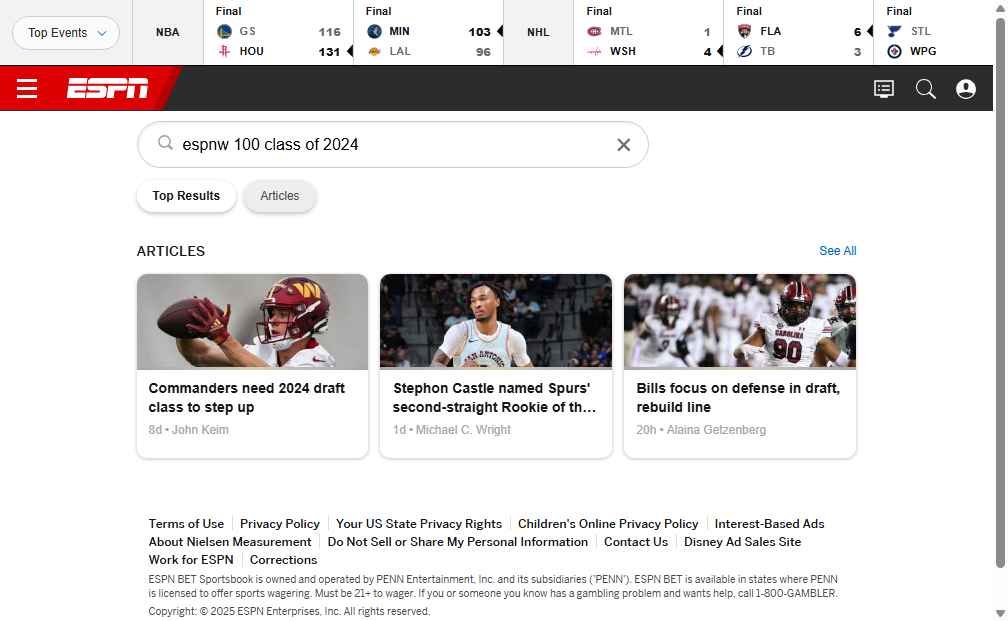 Top Events
NBA
Final
GS 116
HOU 131
Final
MIN 103
LAL 96
NHL
Final
MTL 1
WSH 4
Final
FLA 6
TB 3
Final
STL
WPG
ESPN
espnw 100 class of 2024
Top Results
Articles
ARTICLES
See All
Commanders need 2024 draft
class to step up
8d • John Keim
Stephon Castle named Spurs'
second-straight Rookie of th…
1d • Michael C. Wright
Bills focus on defense in draft,
rebuild line
20h • Alaina Getzenberg
SAN ANTONIO
CAROLINA
90
Terms of Use Privacy Policy Your US State Privacy Rights Children's Online Privacy Policy Interest-Based Ads
About Nielsen Measurement Do Not Sell or Share My Personal Information Contact Us Disney Ad Sales Site
Work for ESPN Corrections
ESPN BET Sportsbook is owned and operated by PENN Entertainment, Inc. and its subsidiaries ('PENN'). ESPN BET is available in states where PENN
is licensed to offer sports wagering. Must be 21+ to wager. If you or someone you know has a gambling problem and wants help, call 1-800-GAMBLER.
Copyright: © 2025 ESPN Enterprises, Inc. All rights reserved.